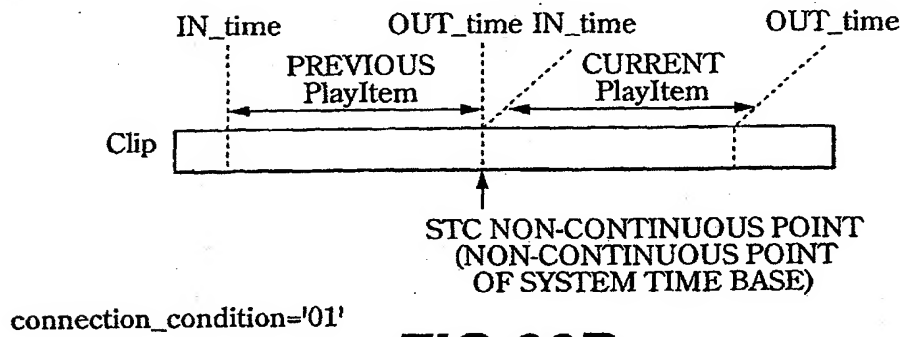 IN_time OUT_time IN_time OUT_time
PREVIOUS
PlayItem
CURRENT
PlayItem
Clip
STC NON-CONTINUOUS POINT
(NON-CONTINUOUS POINT
OF SYSTEM TIME BASE)
connection_condition='01'